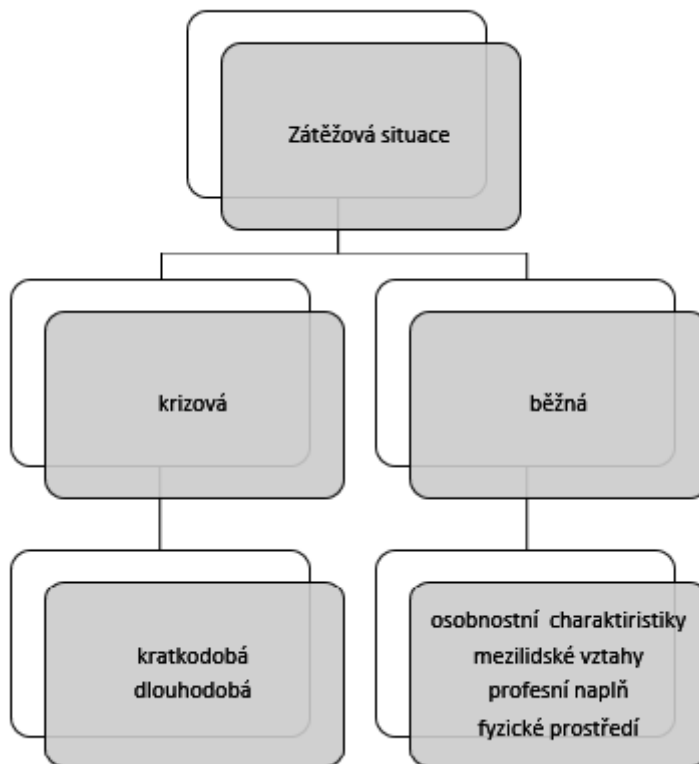 Zátěžová situace
krizová
běžná
kratkodobá
dlouhodobá
osobnostní charaktiristiky
mezilidské vztahy
profesní naplň
fyzické prostředí